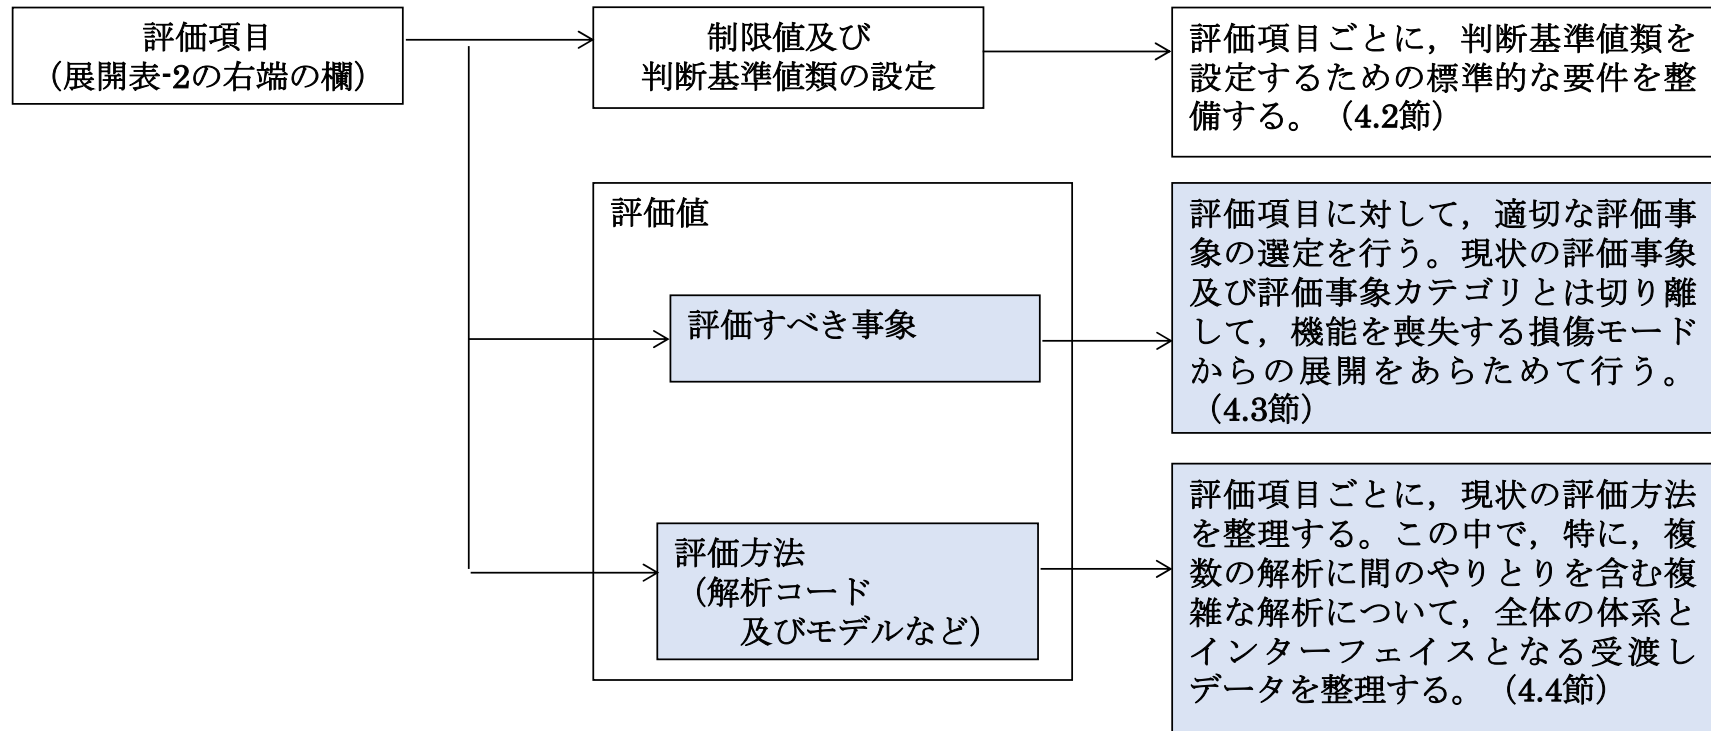 評価項目
（展開表-2の右端の欄）
制限値及び
判断基準値類の設定
評価項目ごとに，判断基準値類を
設定するための標準的な要件を整
備する。（4.2節）
評価値
評価すべき事象
評価項目に対して，適切な評価事
象の選定を行う。現状の評価事象
及び評価事象カテゴリとは切り離
して，機能を喪失する損傷モード
からの展開をあらためて行う。
（4.3節）
評価方法
（解析コード
及びモデルなど）
評価項目ごとに，現状の評価方法
を整理する。この中で，特に，複
数の解析に間のやりとりを含む複
雑な解析について，全体の体系と
インターフェイスとなる受渡し
データを整理する。（4.4節）